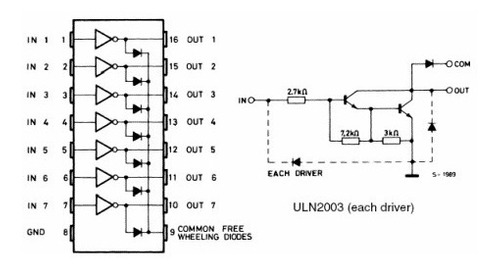 IN 1 1 16 OUT 1
IN 2 2 15 OUT 2
IN 3 3 14 OUT 3
IN 4 4 13 OUT 4
IN 5 5 12 OUT 5
IN 6 6 11 OUT 6
IN 7 7 10 OUT 7
GND 8 9 COMMON FREE
WHEELING DIODES
COM
OUT
IN
2.7kΩ
7.2kΩ 3kΩ
EACH DRIVER
S-1989
ULN2003 (each driver)